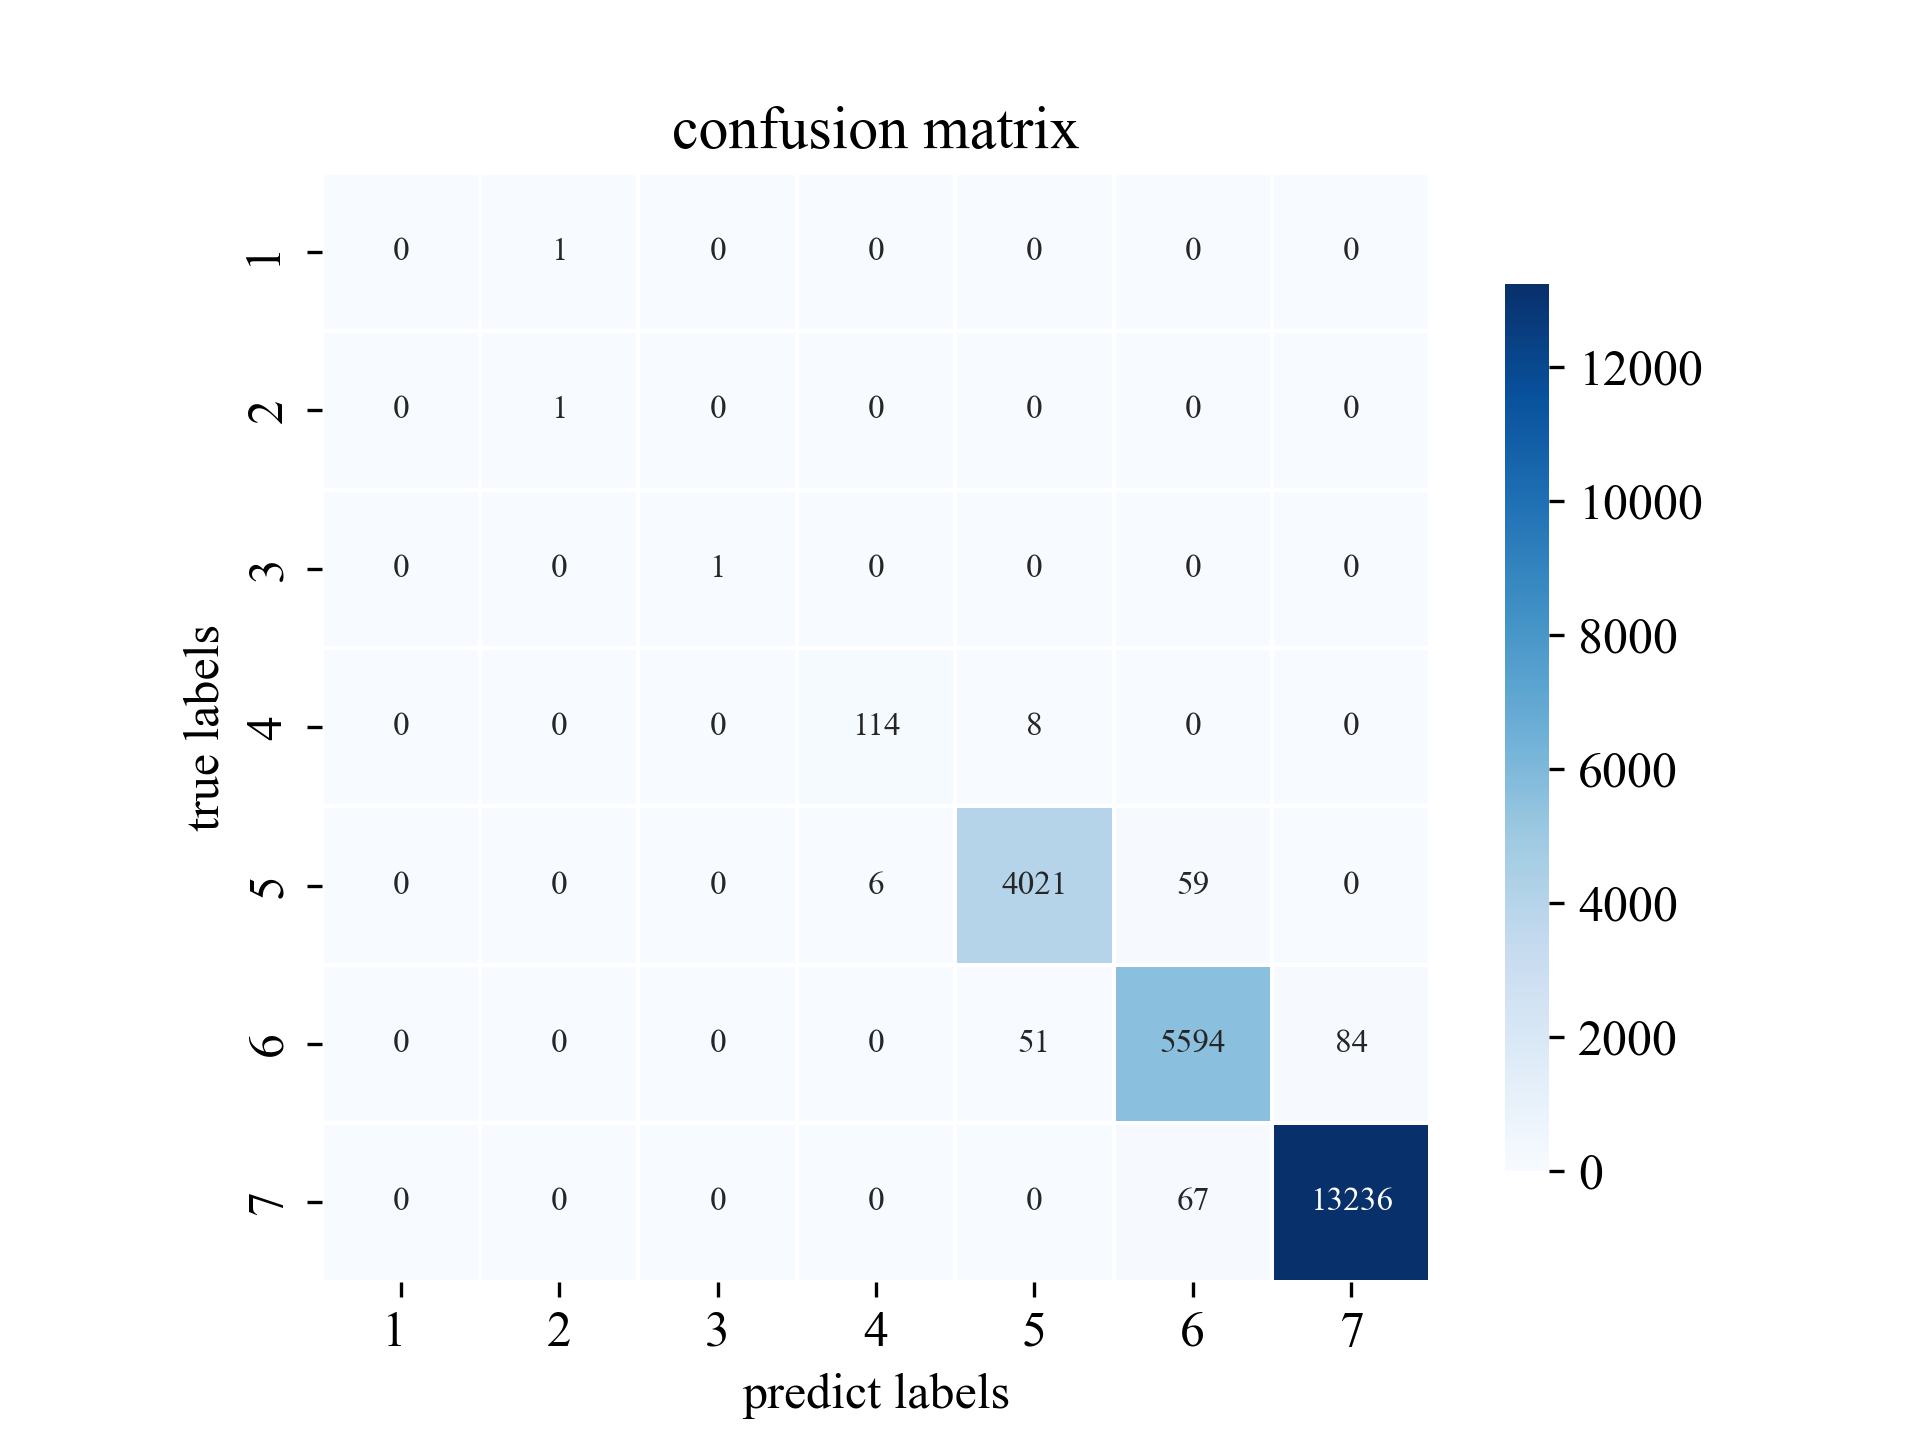 confusion matrix
1 0 1 0 0 0 0 0
2 0 1 0 0 0 0 0
3 0 0 1 0 0 0 0
4 0 0 0 114 8 0 0
5 0 0 0 6 4021 59 0
6 0 0 0 0 51 5594 84
7 0 0 0 0 0 67 13236
true labels
1 2 3 4 5 6 7
predict labels
12000
10000
8000
6000
4000
2000
0